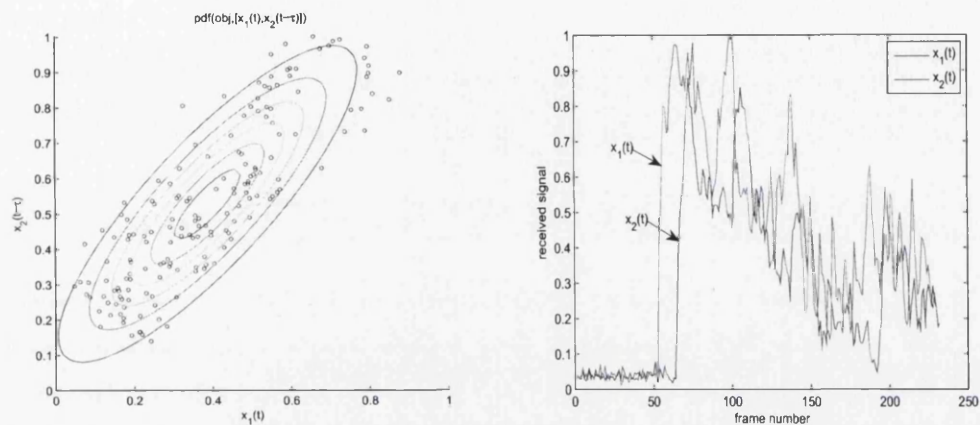 pdf(obj,[x₁(t),x₂(t−τ)])
1
0.9
0.8
0.7
0.6
0.5
0.4
0.3
0.2
0.1
0
x₂(t−τ)
0 0.2 0.4 0.6 0.8 1
x₁(t)
1
0.9
0.8
0.7
0.6
0.5
0.4
0.3
0.2
0.1
0
received signal
x₁(t)
x₂(t)
x₁(t)
x₂(t)
0 50 100 150 200 250
frame number